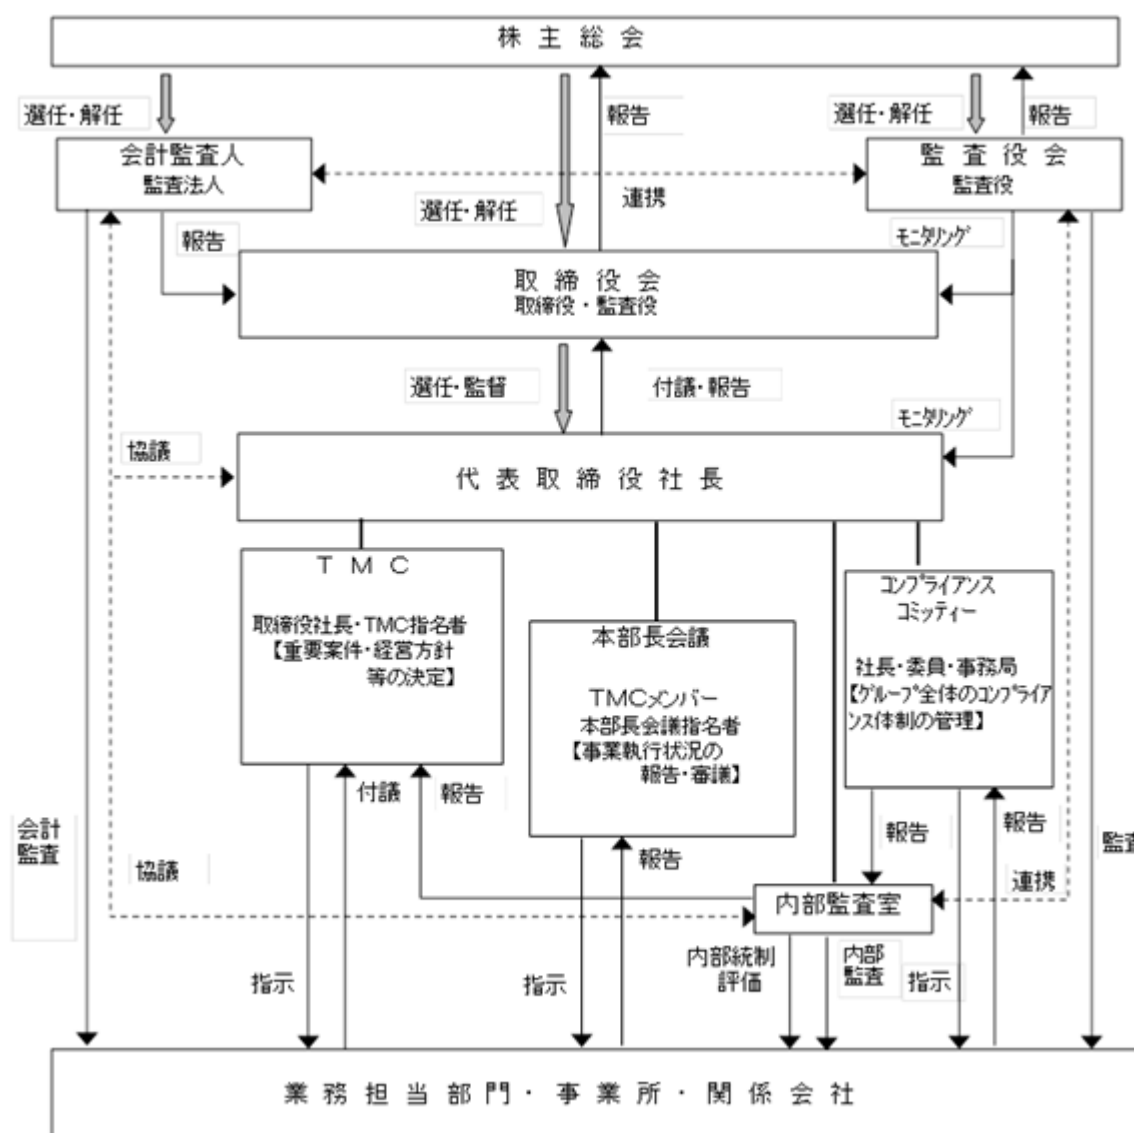 株主総会
選任・解任
報告
選任・解任
報告
会計監査人
監査法人
監査役会
監査役
選任・解任
連携
報告
モニタリング
取締役会
取締役・監査役
選任・監督
付議・報告
モニタリング
協議
代表取締役社長
TMC
取締役社長・TMC指名者
【重要案件・経営方針
等の決定】
本部長会議
TMCメンバー
本部長会議指名者
【事業執行状況の
報告・審議】
コンプライアンス
コミッティー
社長・委員・事務局
【グループ全体のコンプライア
ンス体制の管理】
付議
報告
会計
監査
協議
報告
報告
報告
監査
連携
内部監査室
指示
指示
内部統制
評価
内部
監査
指示
業務担当部門・事業所・関係会社